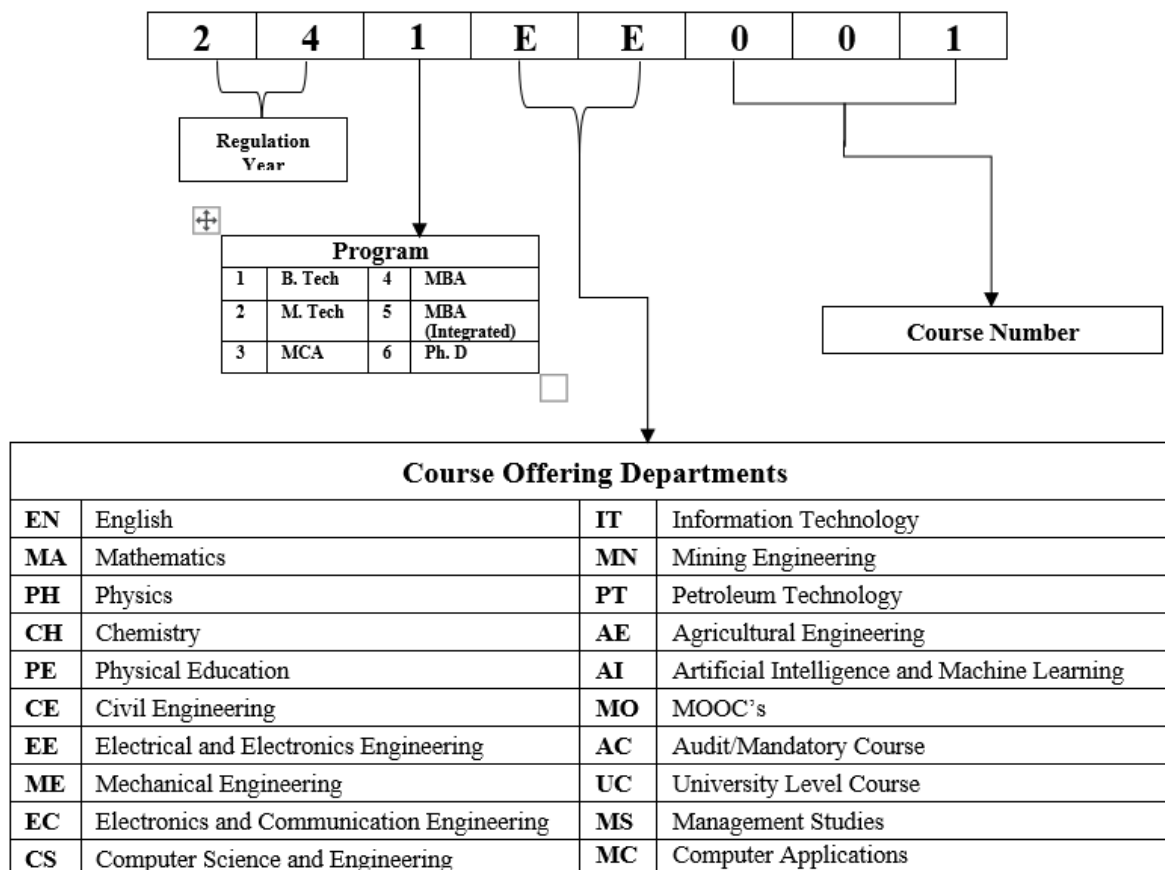 2 4 1 E E 0 0 1
Regulation
Year
Program
1 B. Tech 4 MBA
2 M. Tech 5 MBA
(Integrated)
3 MCA 6 Ph. D
Course Number
Course Offering Departments
EN English IT Information Technology
MA Mathematics MN Mining Engineering
PH Physics PT Petroleum Technology
CH Chemistry AE Agricultural Engineering
PE Physical Education AI Artificial Intelligence and Machine Learning
CE Civil Engineering MO MOOC’s
EE Electrical and Electronics Engineering AC Audit/Mandatory Course
ME Mechanical Engineering UC University Level Course
EC Electronics and Communication Engineering MS Management Studies
CS Computer Science and Engineering MC Computer Applications